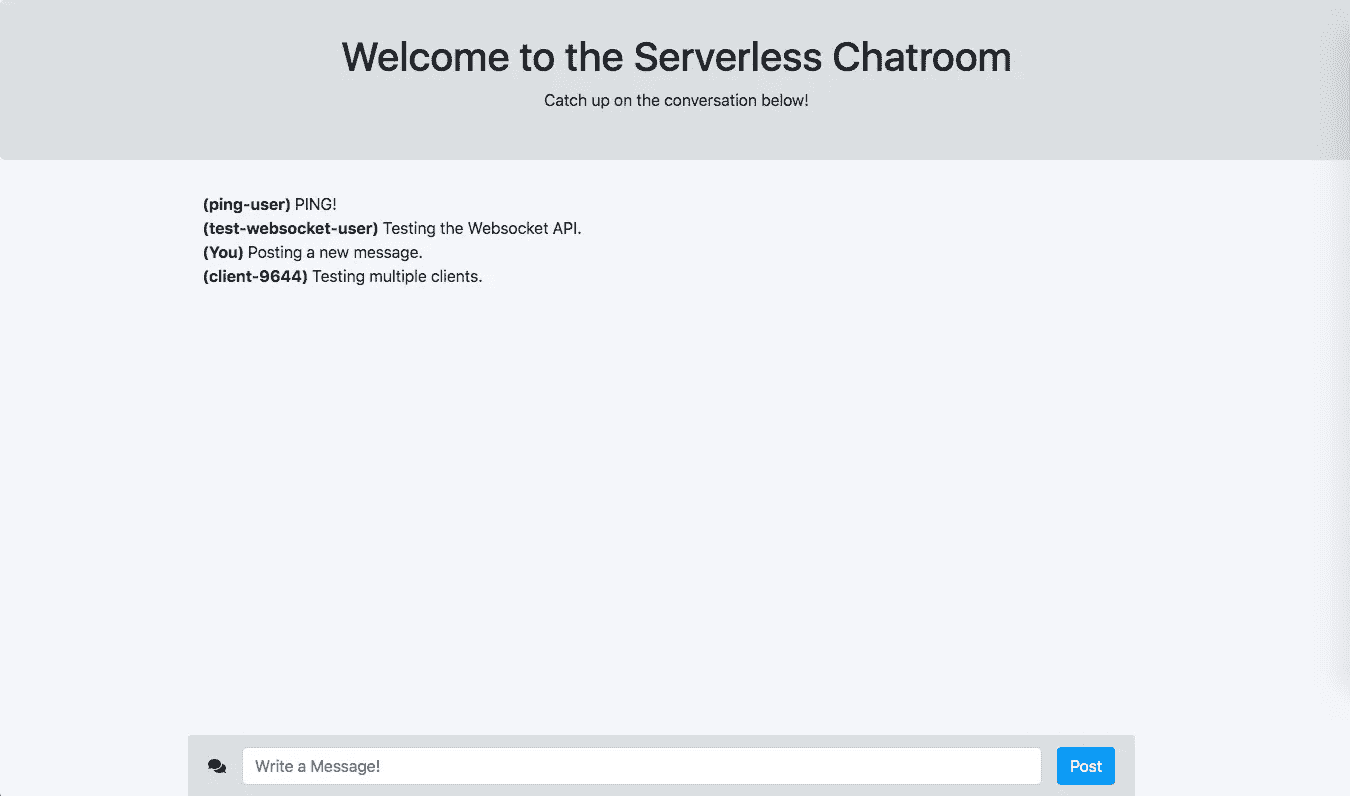 Welcome to the Serverless Chatroom
Catch up on the conversation below!
(ping-user) PING!
(test-websocket-user) Testing the Websocket API.
(You) Posting a new message.
(client-9644) Testing multiple clients.
Write a Message!
Post